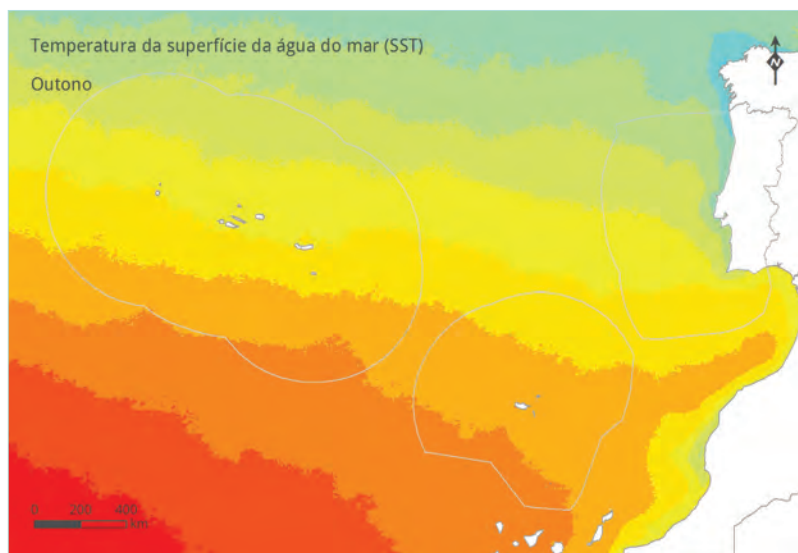 Temperatura da superfície da água do mar (SST)
Outono
N
0 200 400
km